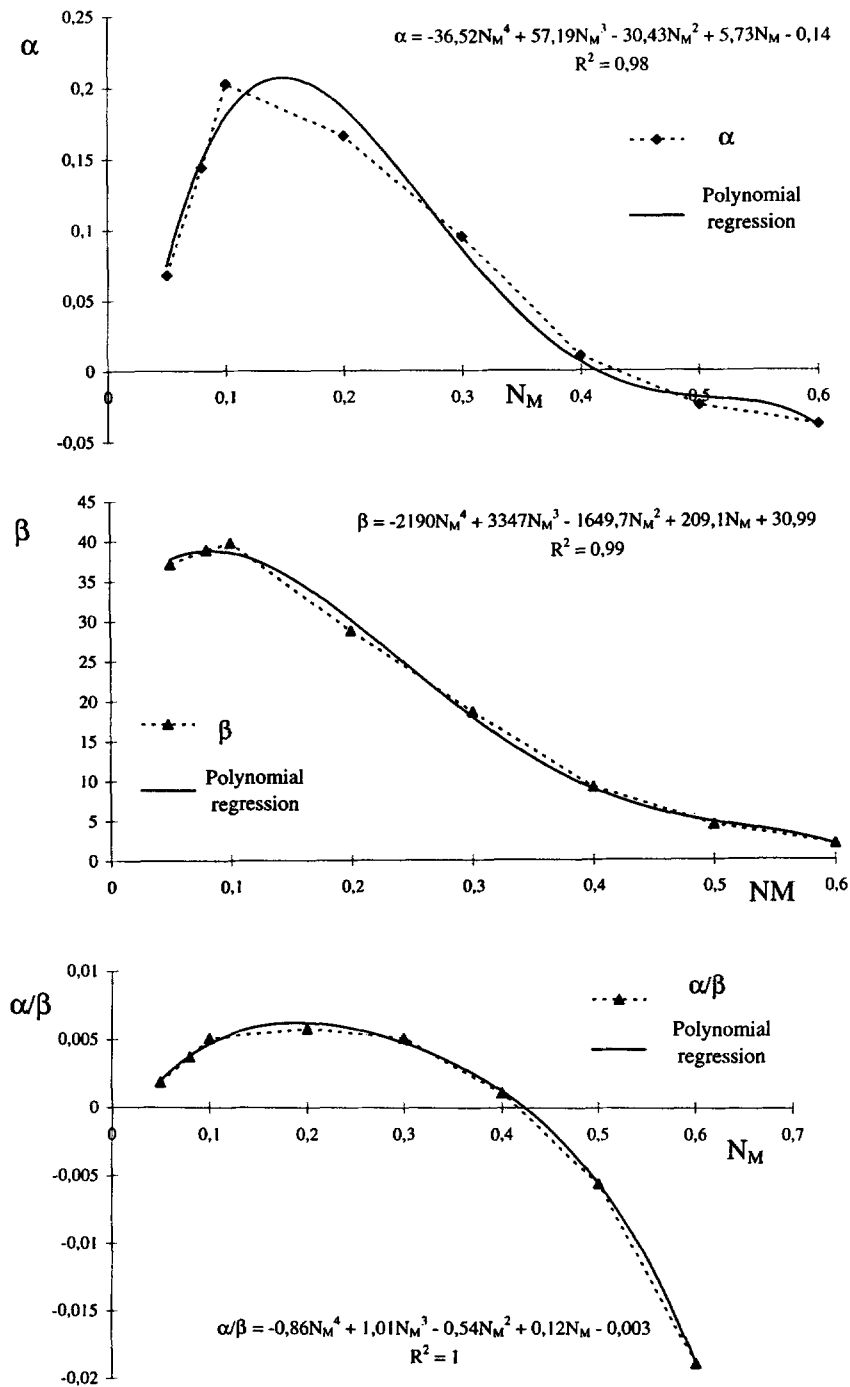 0,25
α
α = -36,52N_M^4 + 57,19N_M^3 - 30,43N_M^2 + 5,73N_M - 0,14
R^2 = 0,98
0,2
α
0,15
Polynomial
regression
0,1
0,05
0
0 0,1 0,2 0,3 N_M 0,4 0,5 0,6
-0,05
45
β
β = -2190N_M^4 + 3347N_M^3 - 1649,7N_M^2 + 209,1N_M + 30,99
R^2 = 0,99
40
35
30
25
20
β
15
Polynomial
regression
10
5
0
0 0,1 0,2 0,3 0,4 0,5 0,6
NM
0,01
α/β
α/β
Polynomial
regression
0,005
0
0 0,1 0,2 0,3 0,4 0,5 0,6 0,7
N_M
-0,005
-0,01
-0,015
α/β = -0,86N_M^4 + 1,01N_M^3 - 0,54N_M^2 + 0,12N_M - 0,003
R^2 = 1
-0,02